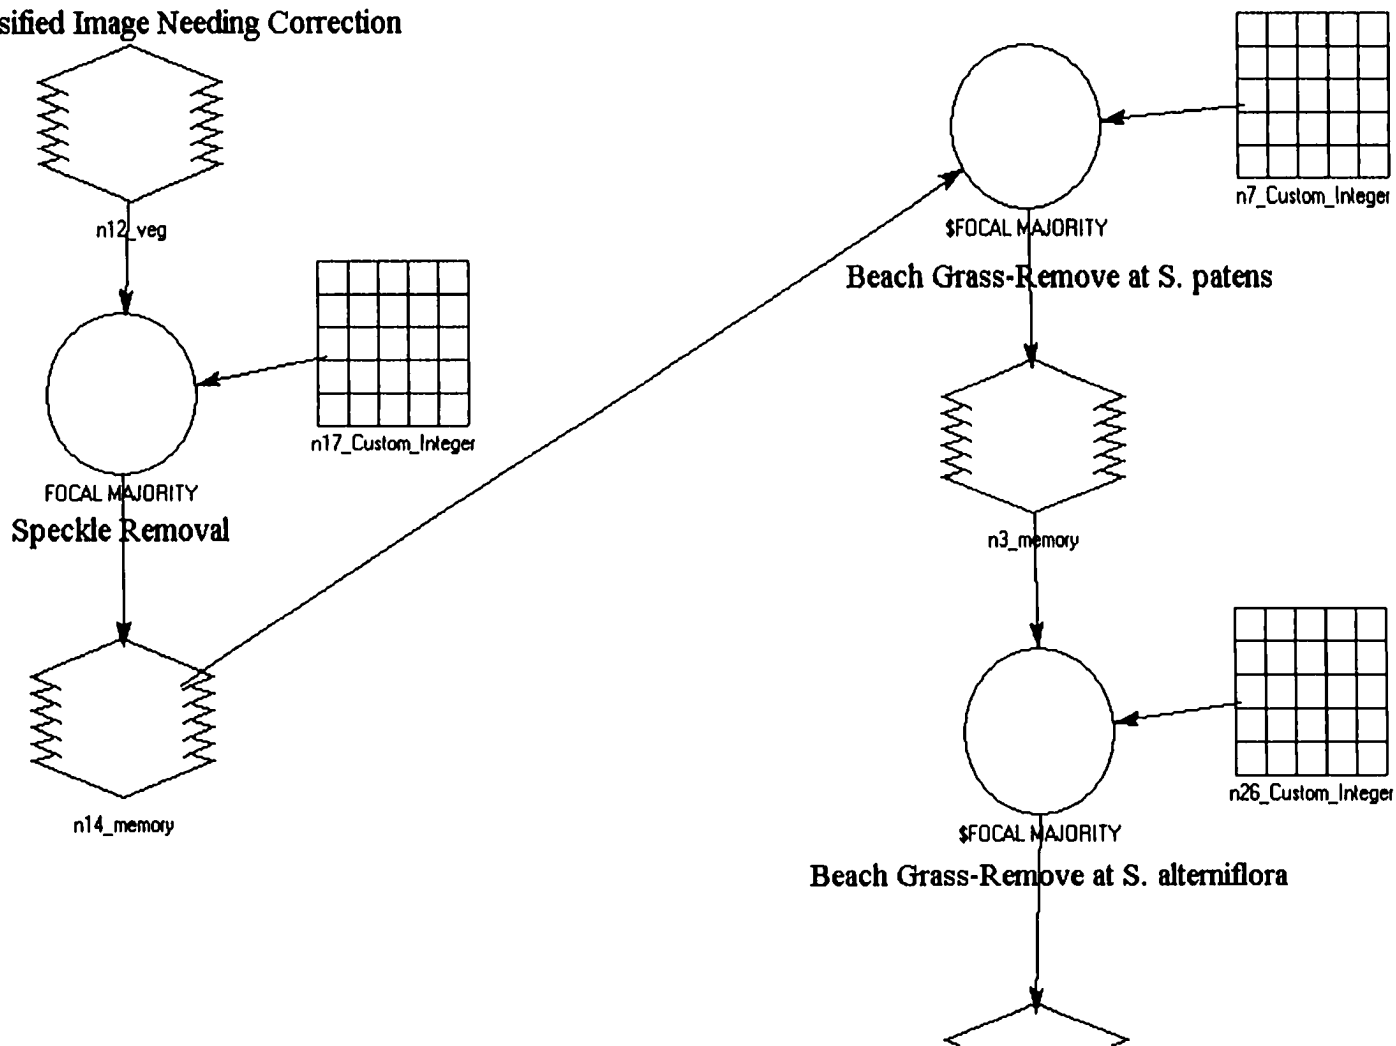 sified Image Needing Correction
n12_veg
n17_Custom_Integer
FOCAL MAJORITY
Speckle Removal
n14_memory
n7_Custom_Integer
$FOCAL MAJORITY
Beach Grass-Remove at S. patens
n3_memory
n26_Custom_Integer
$FOCAL MAJORITY
Beach Grass-Remove at S. alterniflora